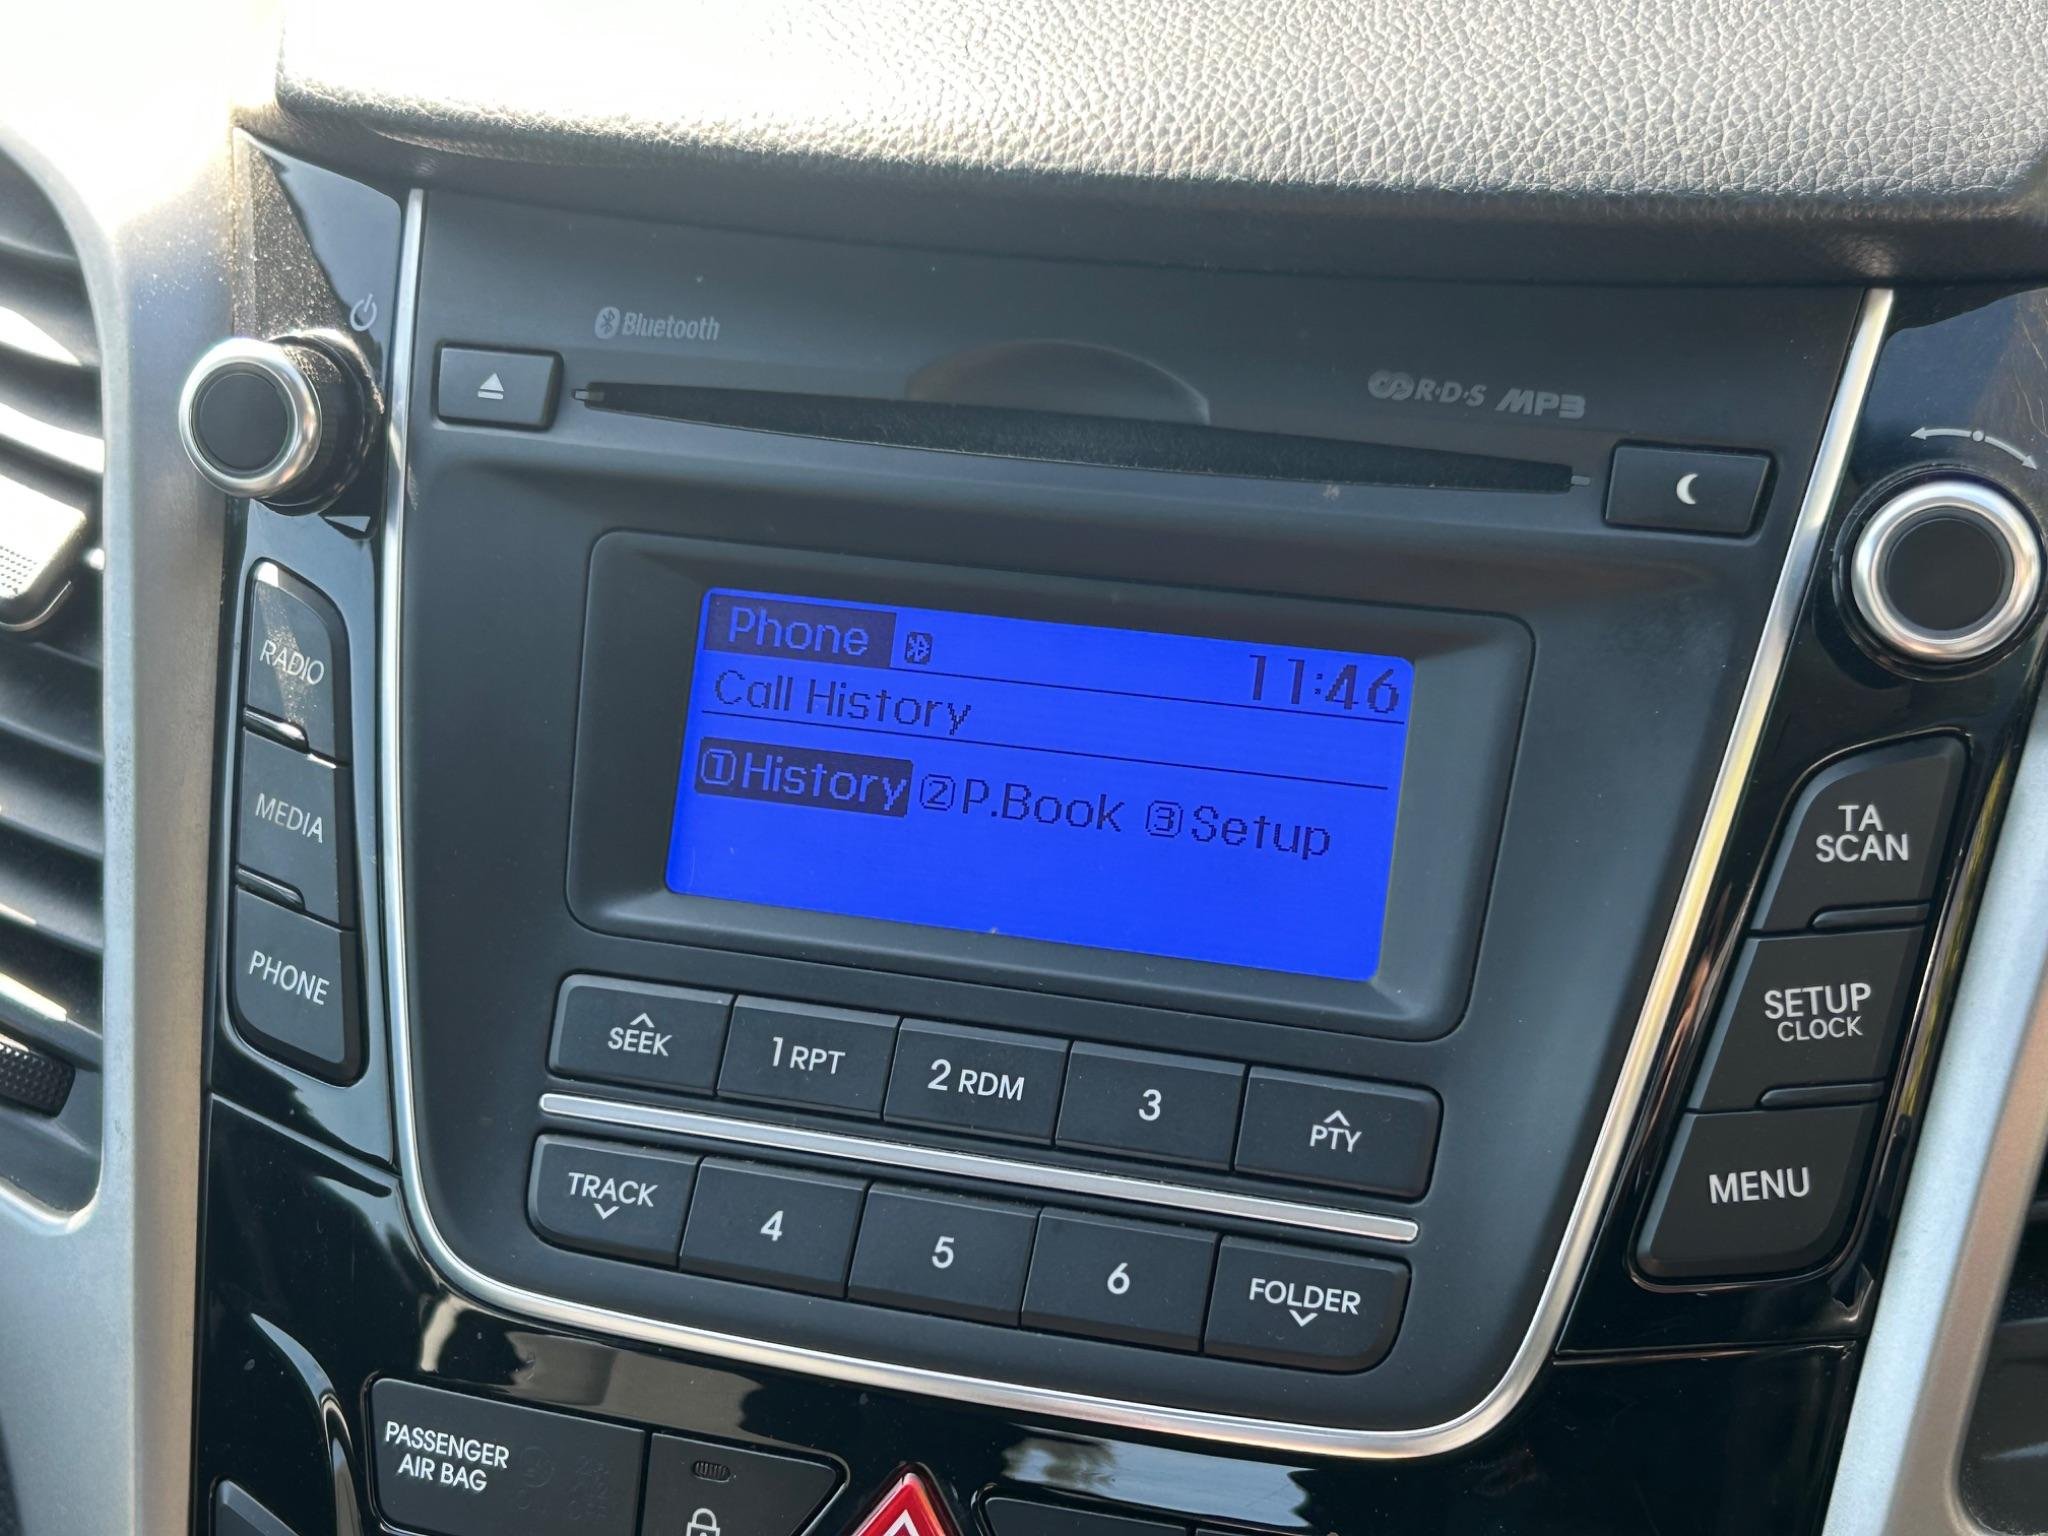 Bluetooth
R·D·S MP3
Phone
11:46
Call History
①History ②P.Book ③Setup
RADIO
MEDIA
PHONE
TA
SCAN
SETUP
CLOCK
MENU
SEEK
1 RPT
2 RDM
3
PTY
TRACK
4
5
6
FOLDER
PASSENGER
AIR BAG